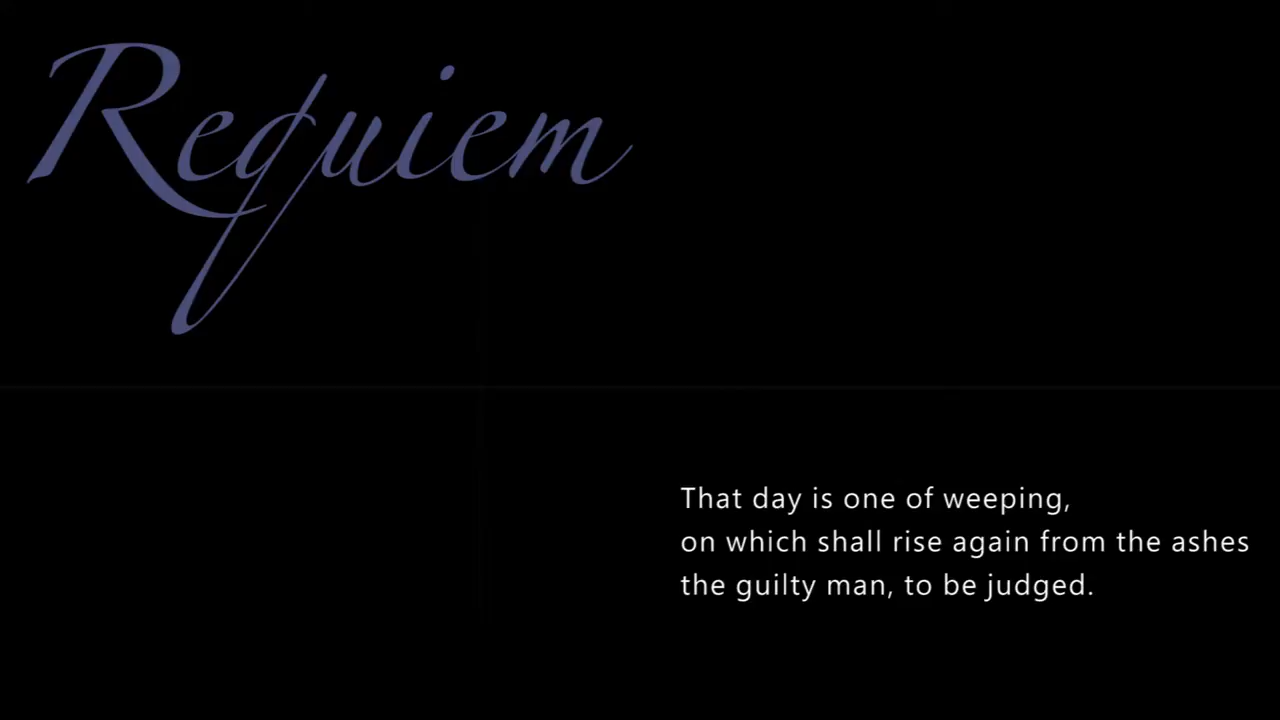 Requiem
That day is one of weeping,
on which shall rise again from the ashes
the guilty man, to be judged.